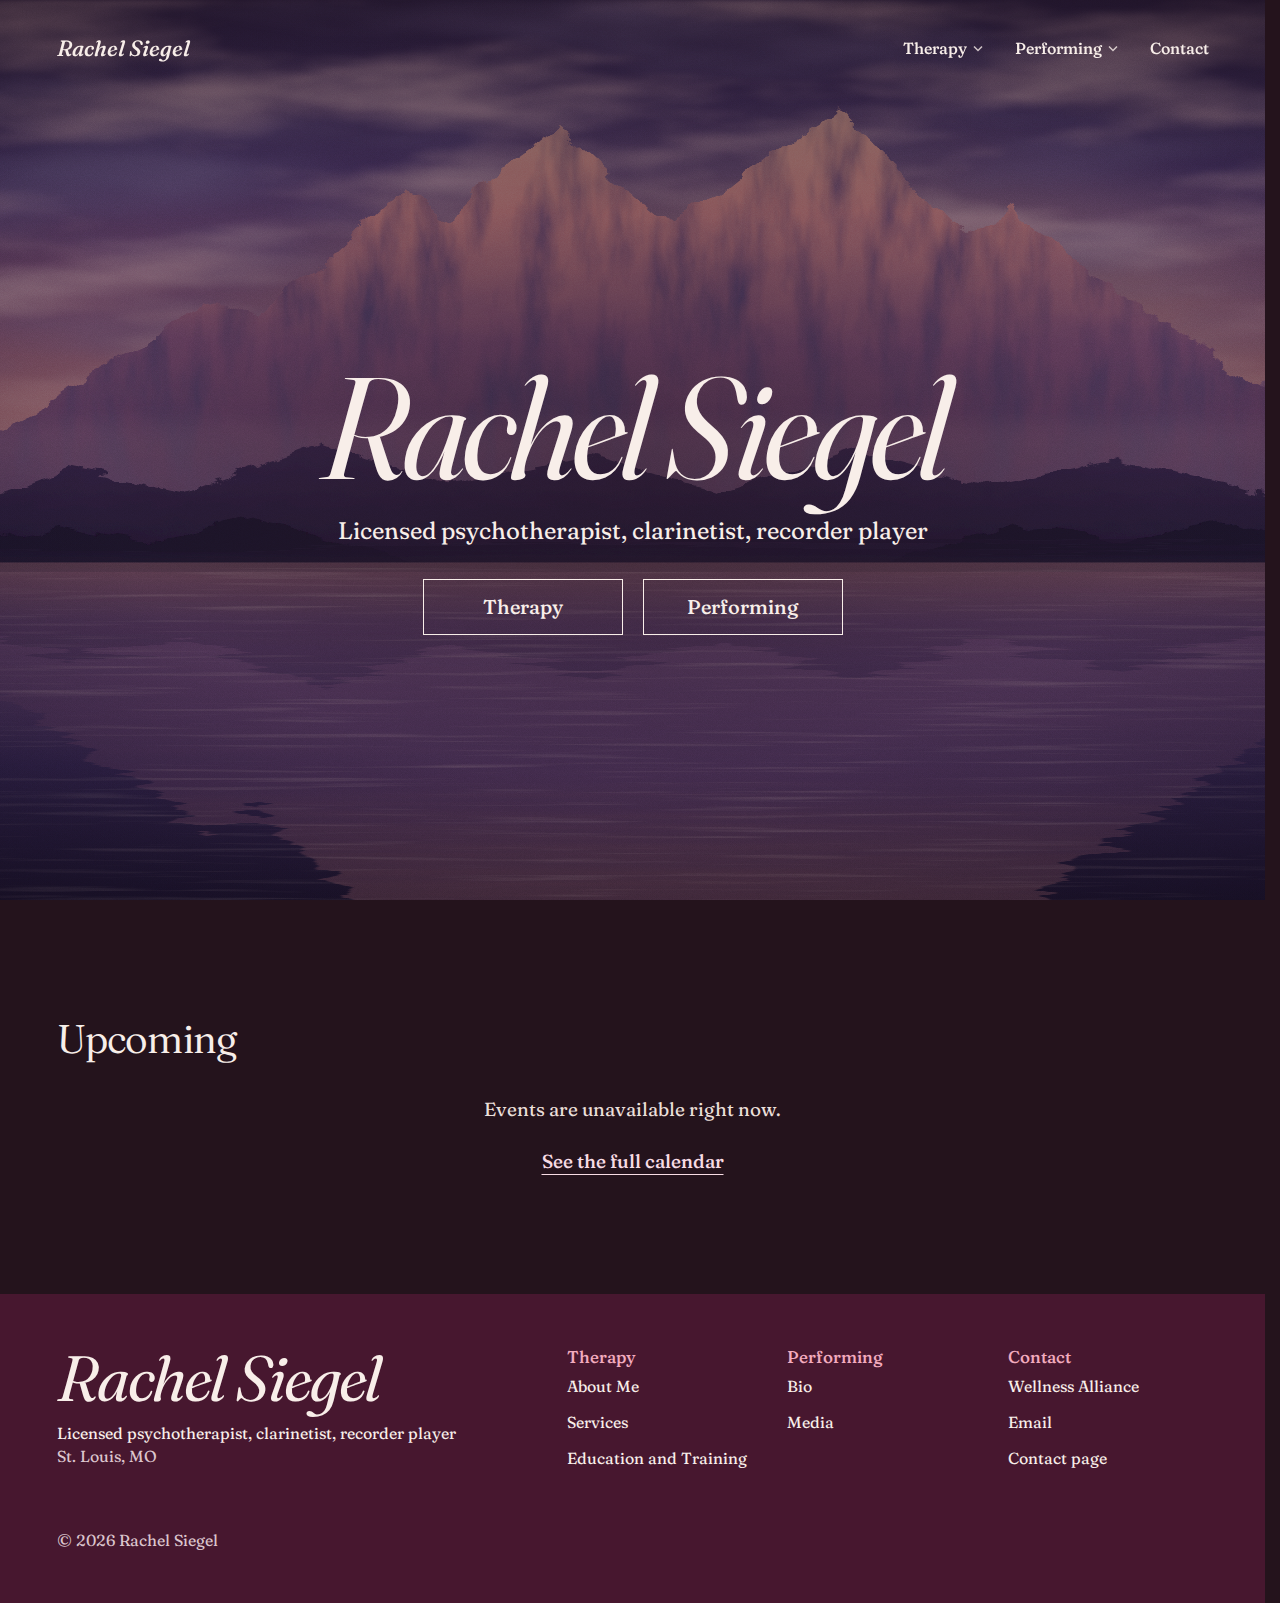 Rachel Siegel
Therapy
Performing
Contact
Rachel Siegel
Licensed psychotherapist, clarinetist, recorder player
Therapy
Performing
Upcoming
Events are unavailable right now.
See the full calendar
Rachel Siegel
Licensed psychotherapist, clarinetist, recorder player
St. Louis, MO
Therapy
About Me
Services
Education and Training
Performing
Bio
Media
Contact
Wellness Alliance
Email
Contact page
© 2026 Rachel Siegel